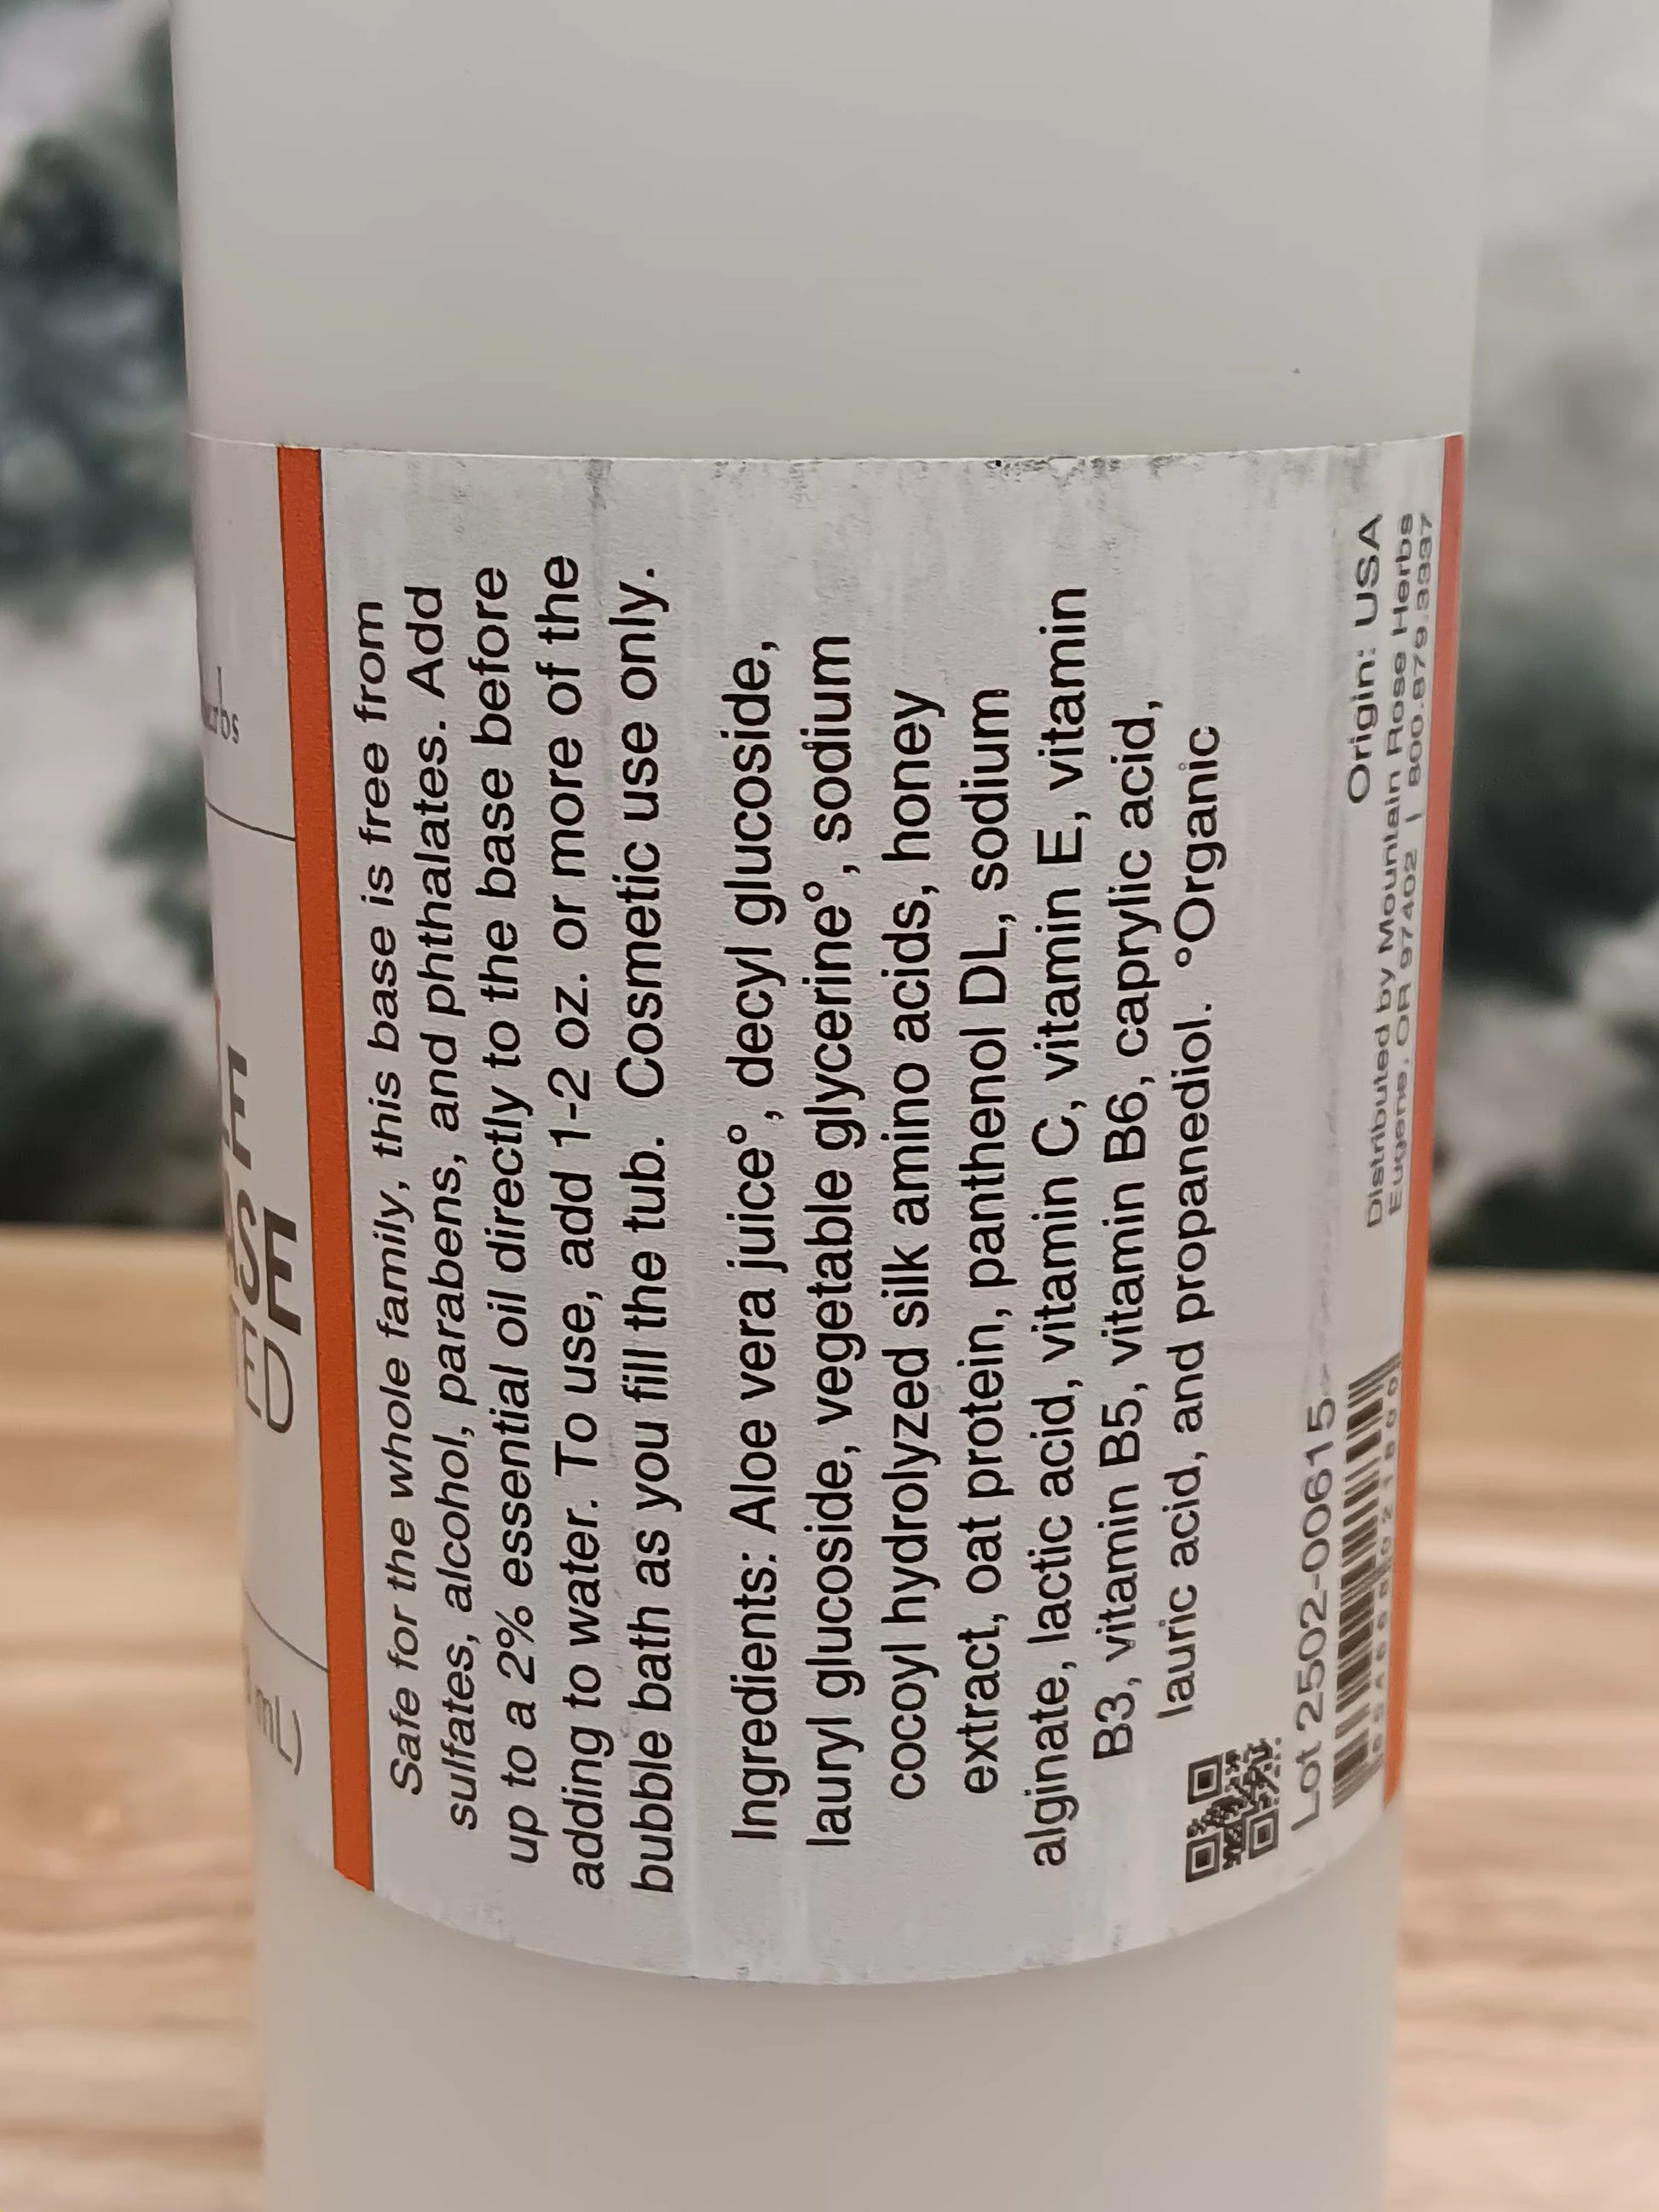 Safe for the whole family, this base is free from
sulfates, alcohol, parabens, and phthalates. Add
up to a 2% essential oil directly to the base before
adding to water. To use, add 1-2 oz. or more of the
bubble bath as you fill the tub. Cosmetic use only.
Ingredients: Aloe vera juice°, decyl glucoside,
lauryl glucoside, vegetable glycerine°, sodium
cocoyl hydrolyzed silk amino acids, honey
extract, oat protein, panthenol DL, sodium
alginate, lactic acid, vitamin C, vitamin E, vitamin
B3, vitamin B5, vitamin B6, caprylic acid,
lauric acid, and propanediol. °Organic
Lot 2502-00615
Origin: USA
Distributed by Mountain Rose Herbs
Eugene, OR 97402 | 800.879.3337
mL)